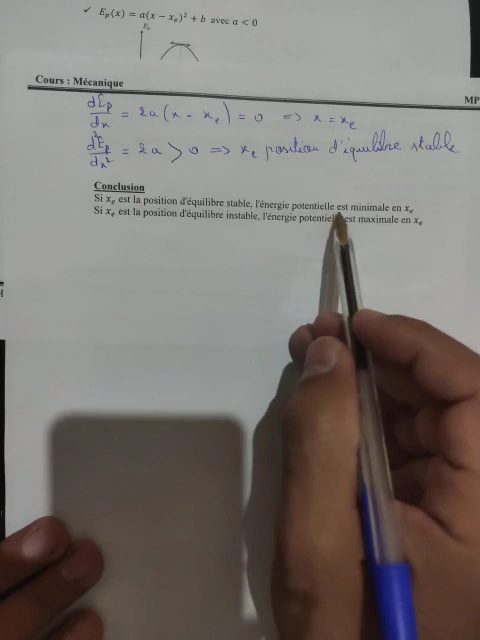 ✓ Eₚ(x) = a(x − xₑ)² + b avec a < 0
Eₚ
Cours : Mécanique
MP
dEp/dx = 2a (x - xₑ) = 0 => x = xₑ
d²Ep/dx² = 2a > 0 => xₑ position d'équilibre stable
Conclusion
Si xₑ est la position d'équilibre stable, l'énergie potentielle est minimale en xₑ
Si xₑ est la position d'équilibre instable, l'énergie potentielle est maximale en xₑ